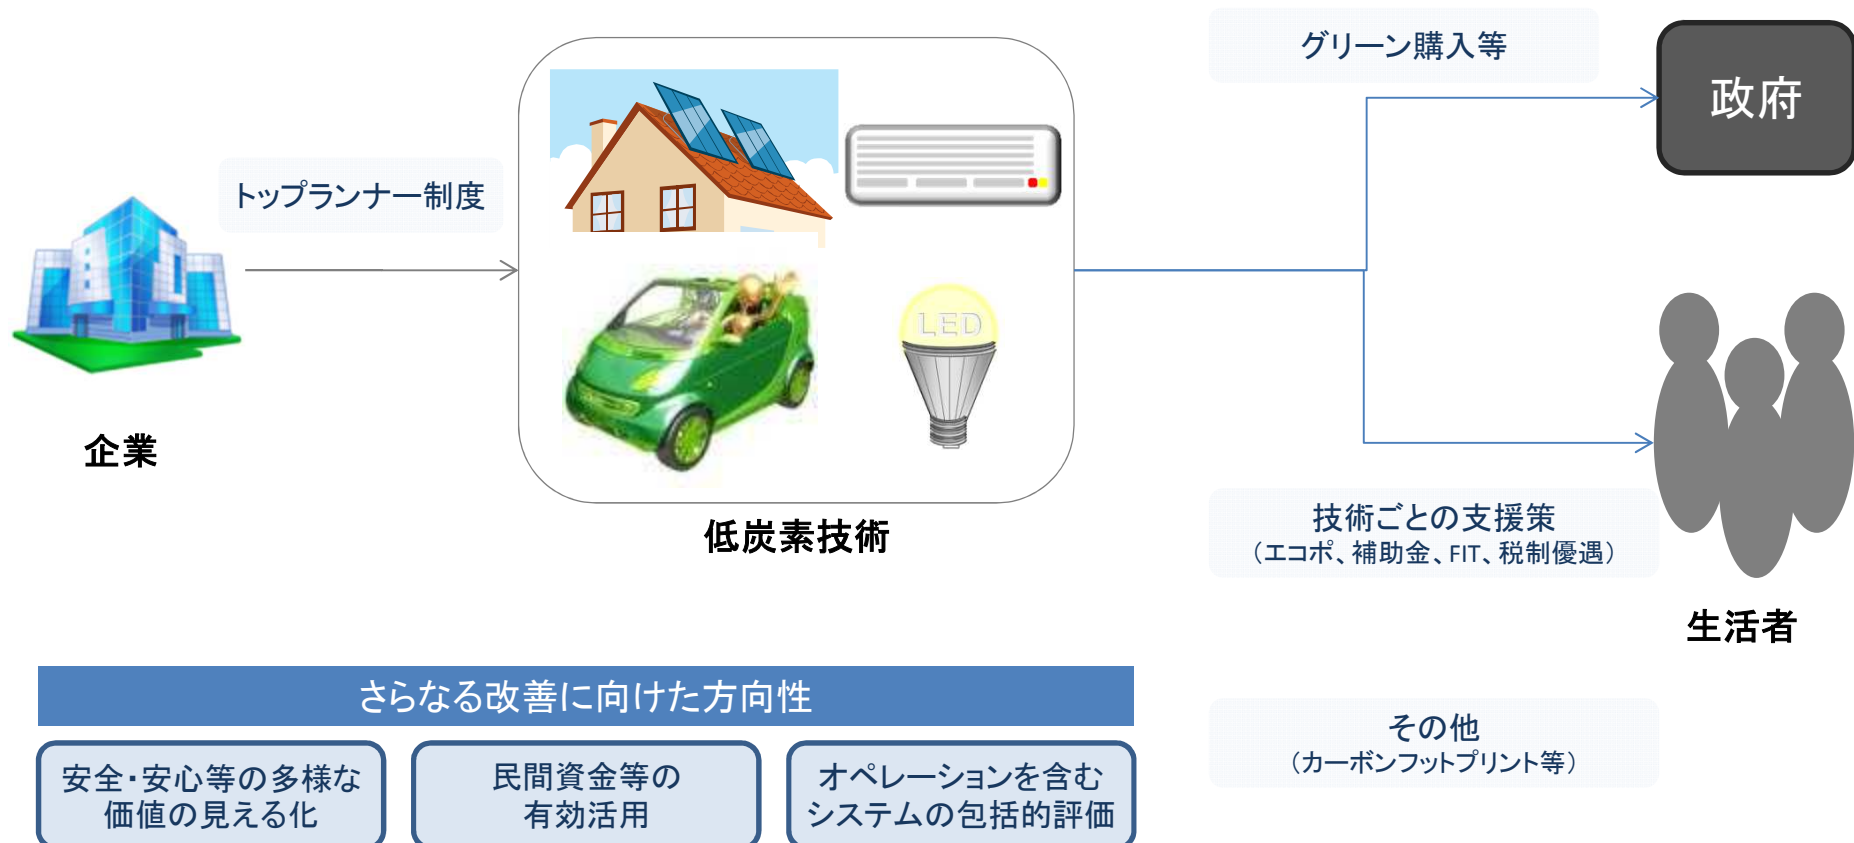 グリーン購入等
政府
トップランナー制度
LED
企業
低炭素技術
技術ごとの支援策
（エコポ、補助金、FIT、税制優遇）
生活者
さらなる改善に向けた方向性
安全・安心等の多様な
価値の見える化
民間資金等の
有効活用
オペレーションを含む
システムの包括的評価
その他
（カーボンフットプリント等）